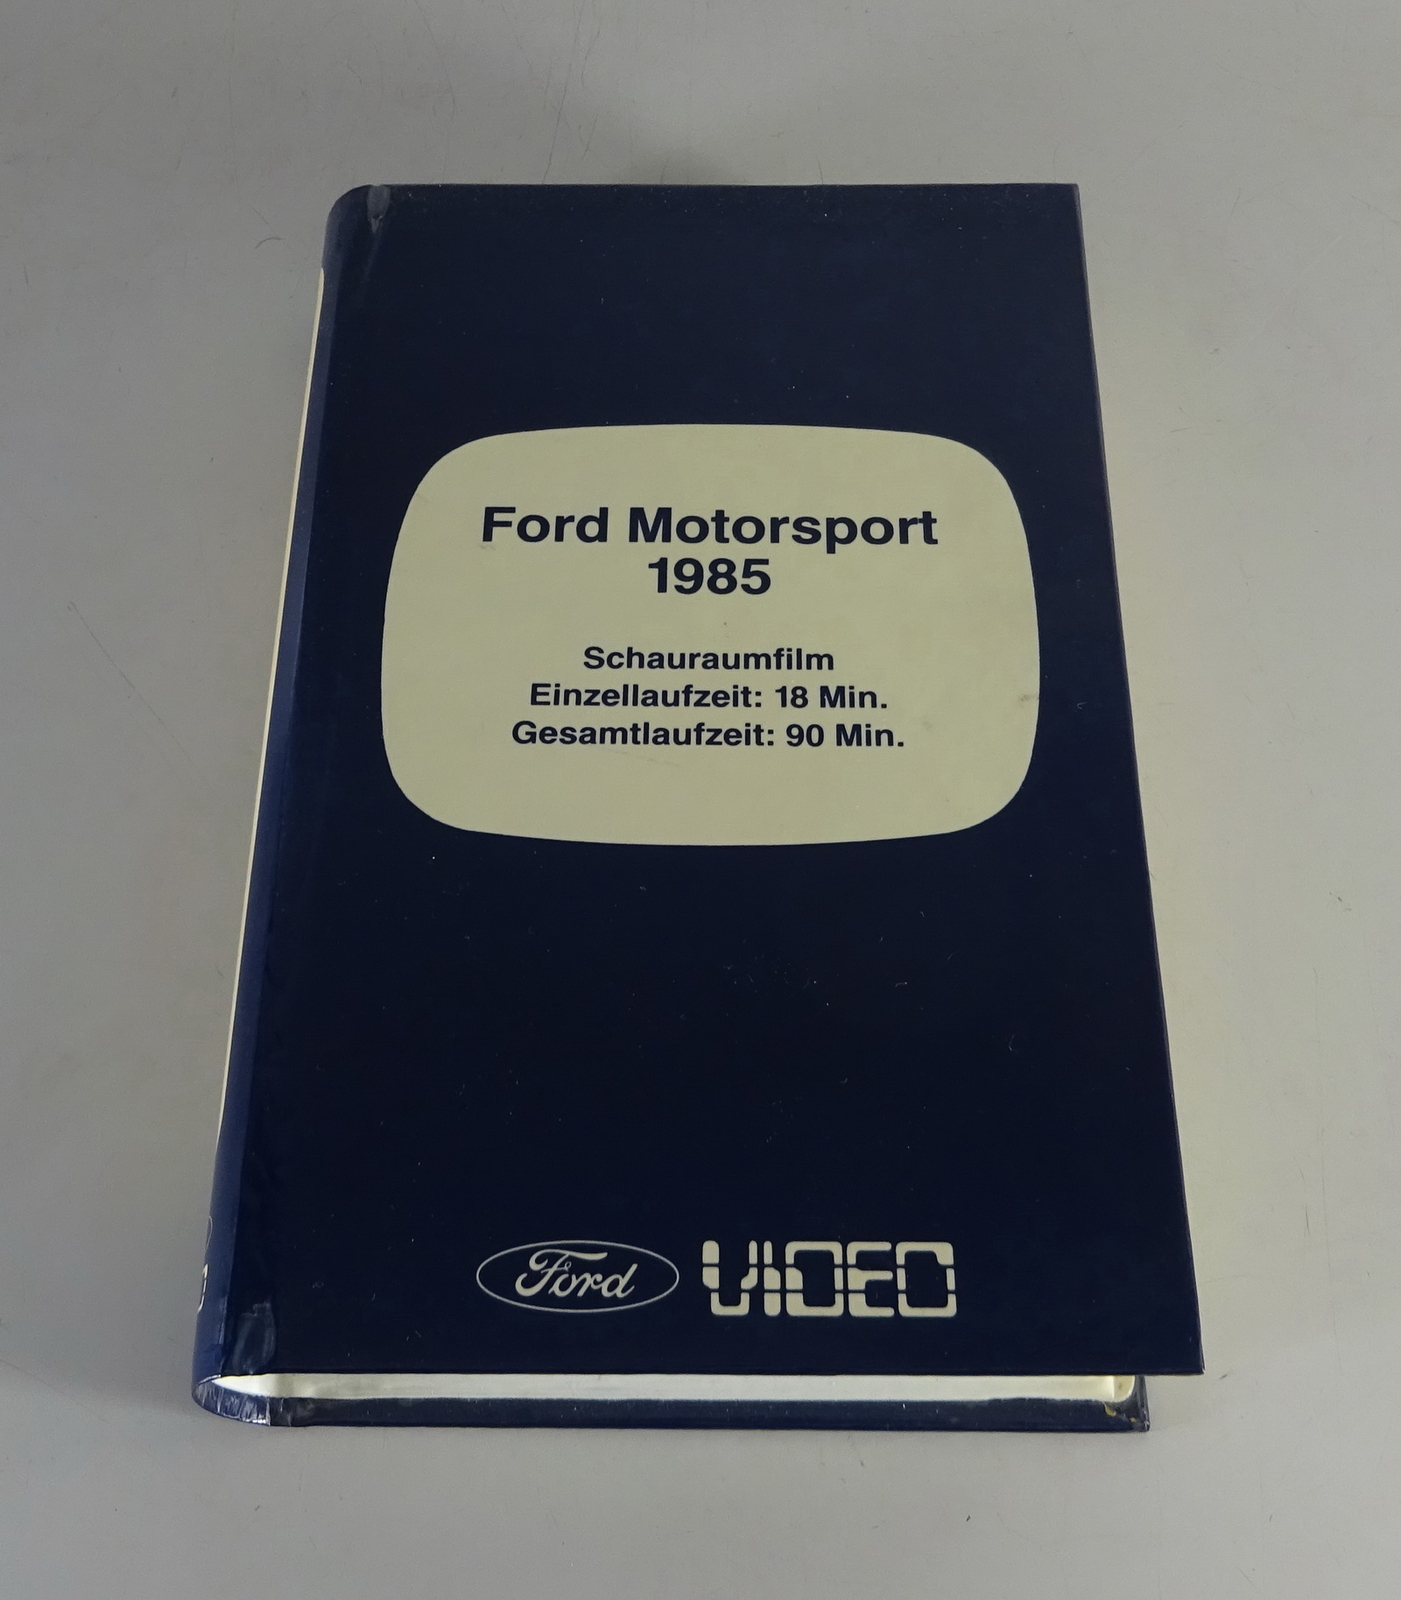 Ford Motorsport
1985
Schauraumfilm
Einzellaufzeit: 18 Min.
Gesamtlaufzeit: 90 Min.
Ford VIDEO